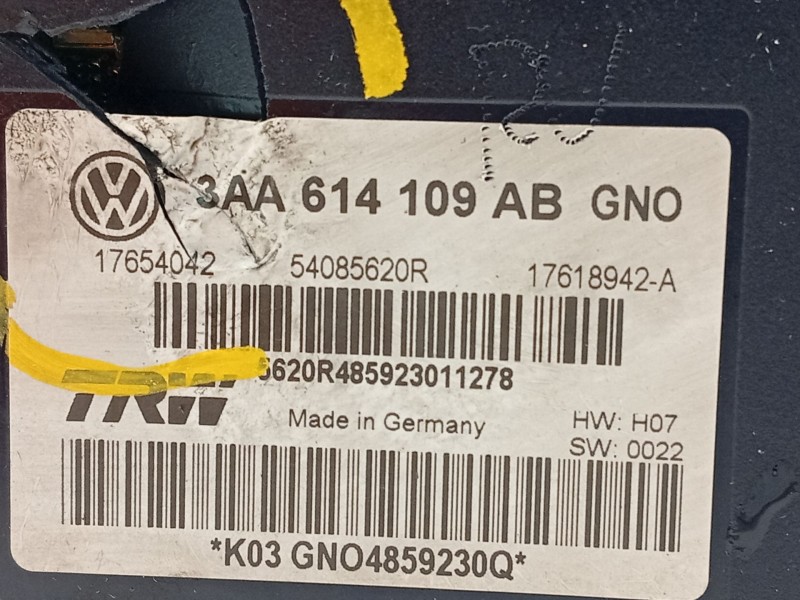 3AA 614 109 AB GNO
17654042 54085620R 17618942-A
5620R485923011278
TRW
Made in Germany
HW: H07
SW: 0022
*K03 GNO4859230Q*